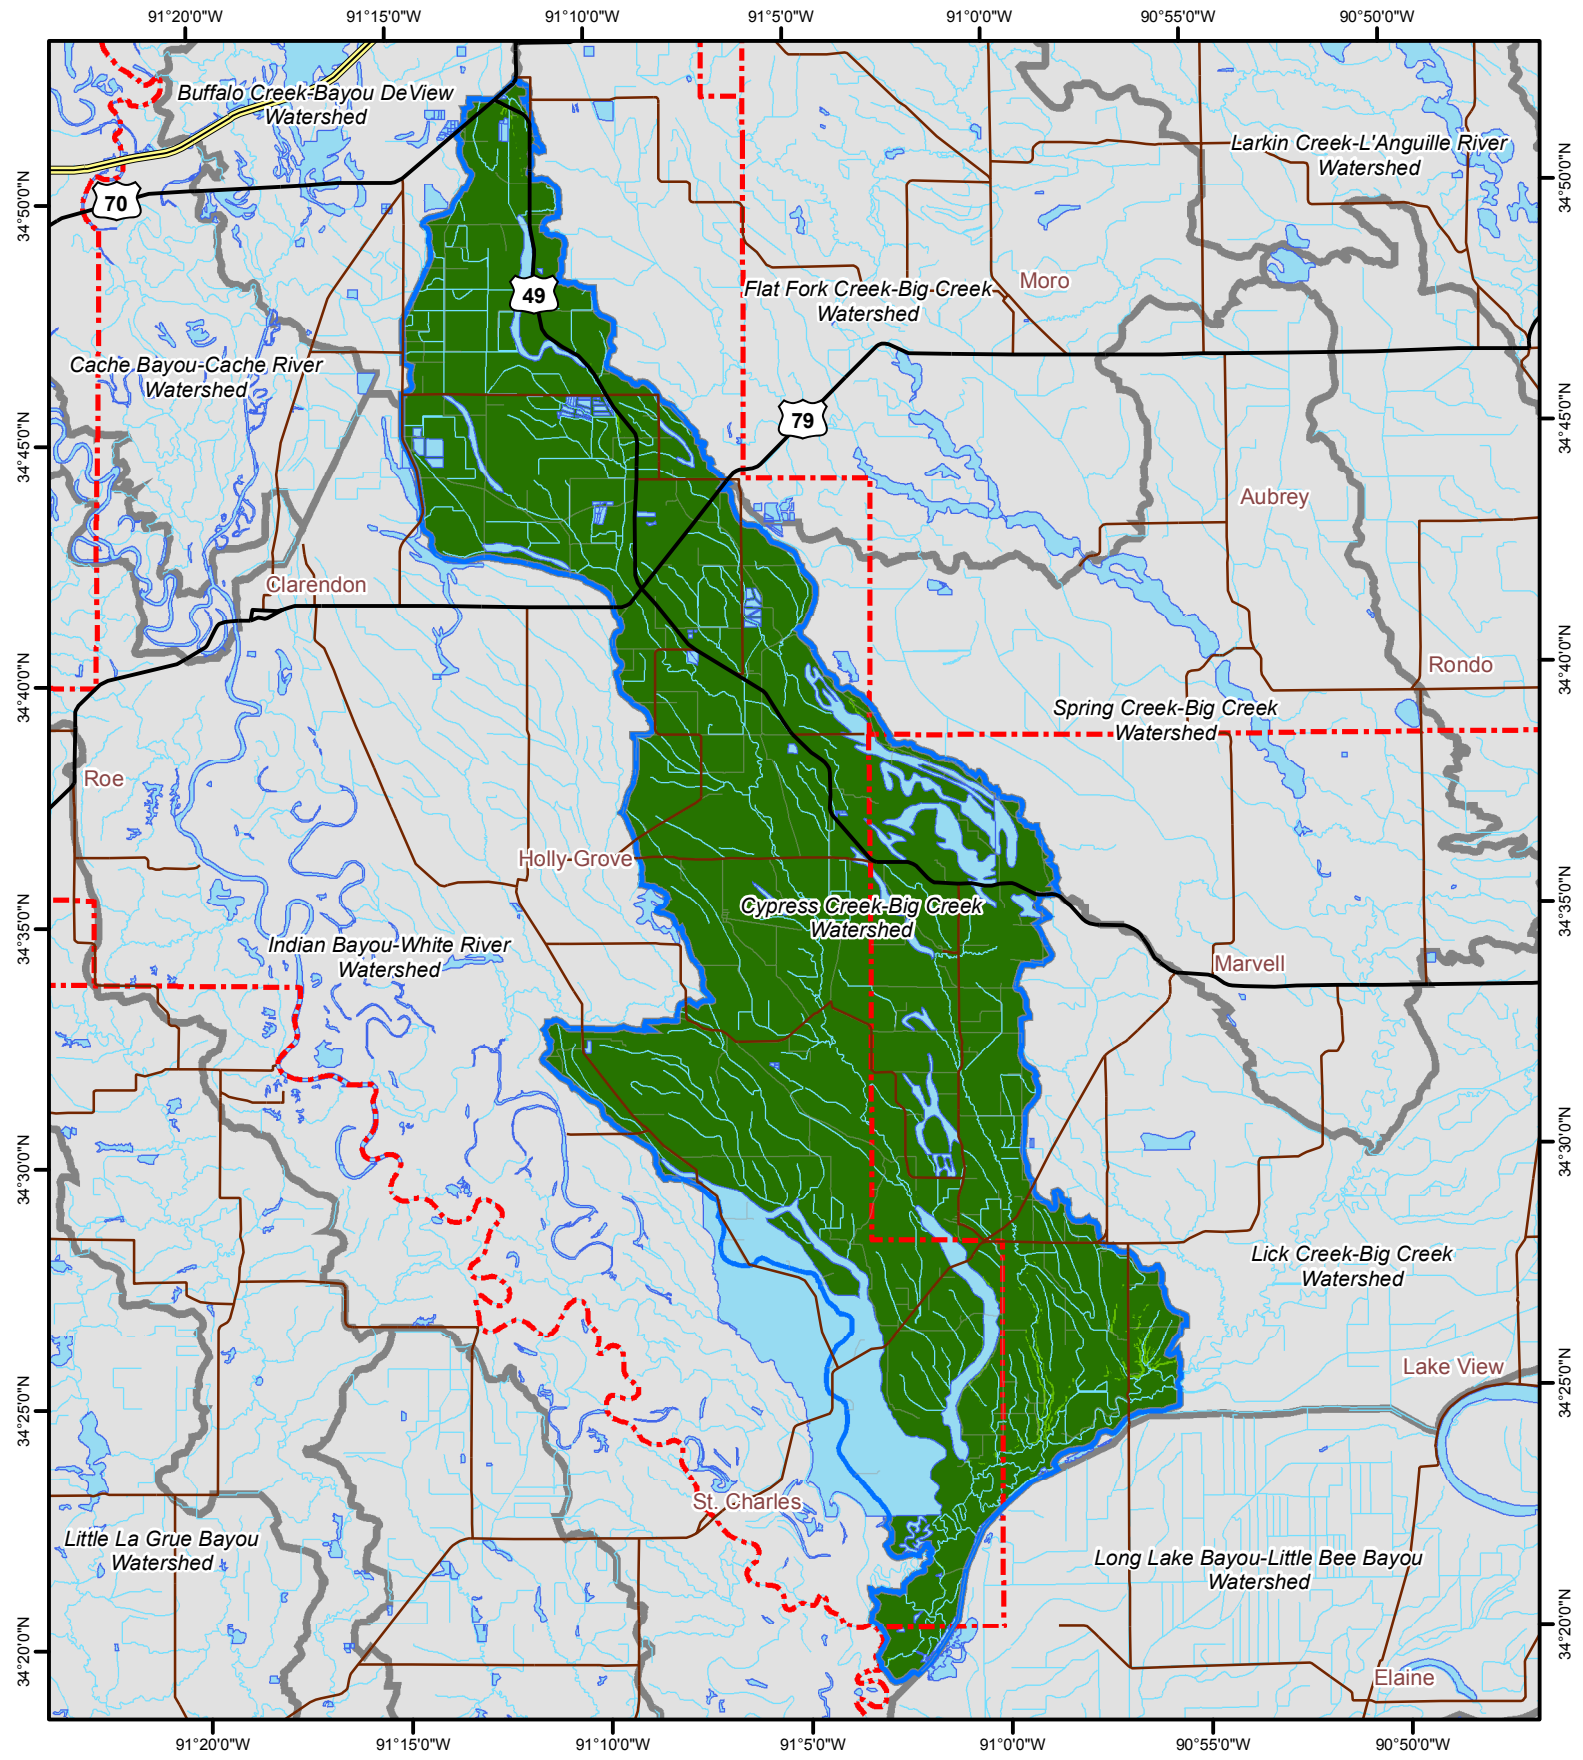 91°20'0"W 91°15'0"W 91°10'0"W 91°5'0"W 91°0'0"W 90°55'0"W 90°50'0"W
Buffalo Creek-Bayou DeView
Watershed
Larkin Creek-L'Anguille River
Watershed
34°50'0"N
34°50'0"N
70
49
Flat Fork Creek-Big Creek
Watershed
Moro
Cache Bayou-Cache River
Watershed
79
34°45'0"N
34°45'0"N
Aubrey
Clarendon
34°40'0"N
34°40'0"N
Rondo
Spring Creek-Big Creek
Watershed
Roe
Holly Grove
Cypress Creek-Big Creek
Watershed
34°35'0"N
34°35'0"N
Indian Bayou-White River
Watershed
Marvell
34°30'0"N
34°30'0"N
Lick Creek-Big Creek
Watershed
Lake View
34°25'0"N
34°25'0"N
St. Charles
Little La Grue Bayou
Watershed
Long Lake Bayou-Little Bee Bayou
Watershed
34°20'0"N
34°20'0"N
Elaine
91°20'0"W 91°15'0"W 91°10'0"W 91°5'0"W 91°0'0"W 90°55'0"W 90°50'0"W